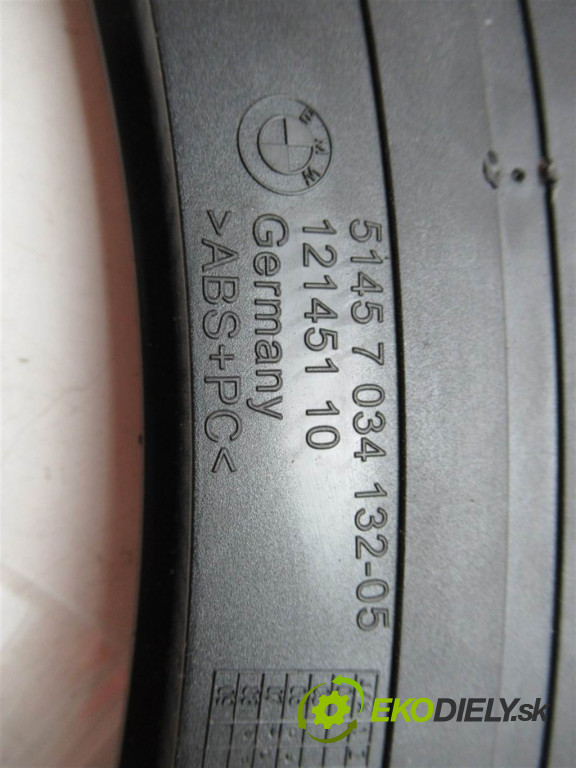 BMW
5145 7 034 132-05
121451 10
Germany
>ABS+PC<
EKODIELY.sk